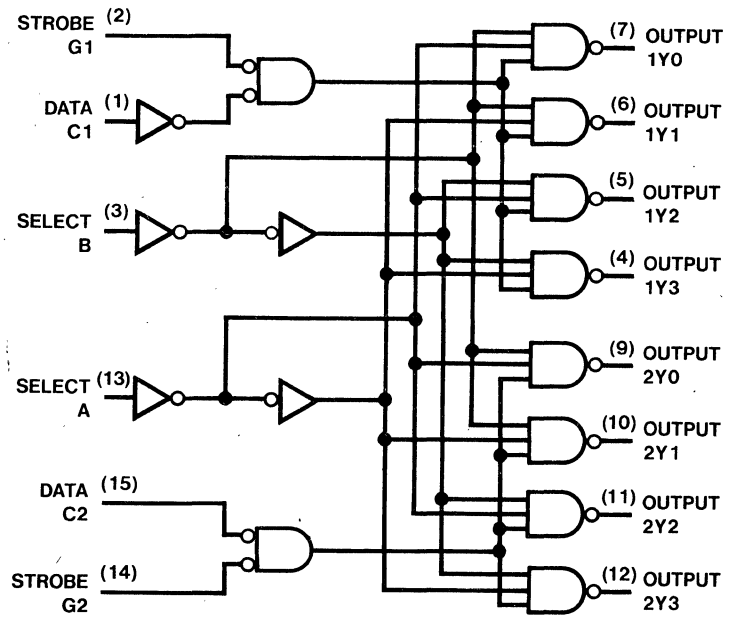 STROBE (2)
G1
DATA (1)
C1
SELECT (3)
B
SELECT (13)
A
DATA (15)
C2
STROBE (14)
G2
(7) OUTPUT
1Y0
(6) OUTPUT
1Y1
(5) OUTPUT
1Y2
(4) OUTPUT
1Y3
(9) OUTPUT
2Y0
(10) OUTPUT
2Y1
(11) OUTPUT
2Y2
(12) OUTPUT
2Y3